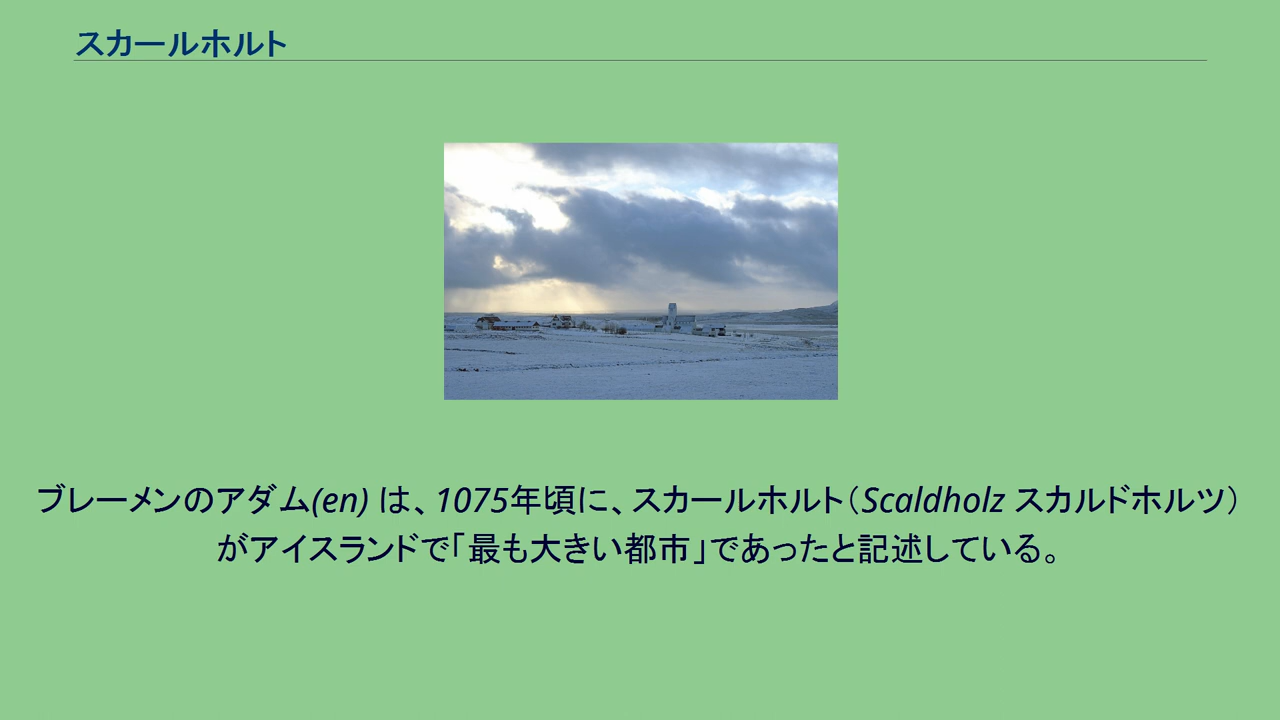 スカールホルト
ブレーメンのアダム(en) は、1075年頃に、スカールホルト（Scaldholz スカルドホルツ）
がアイスランドで「最も大きい都市」であったと記述している。